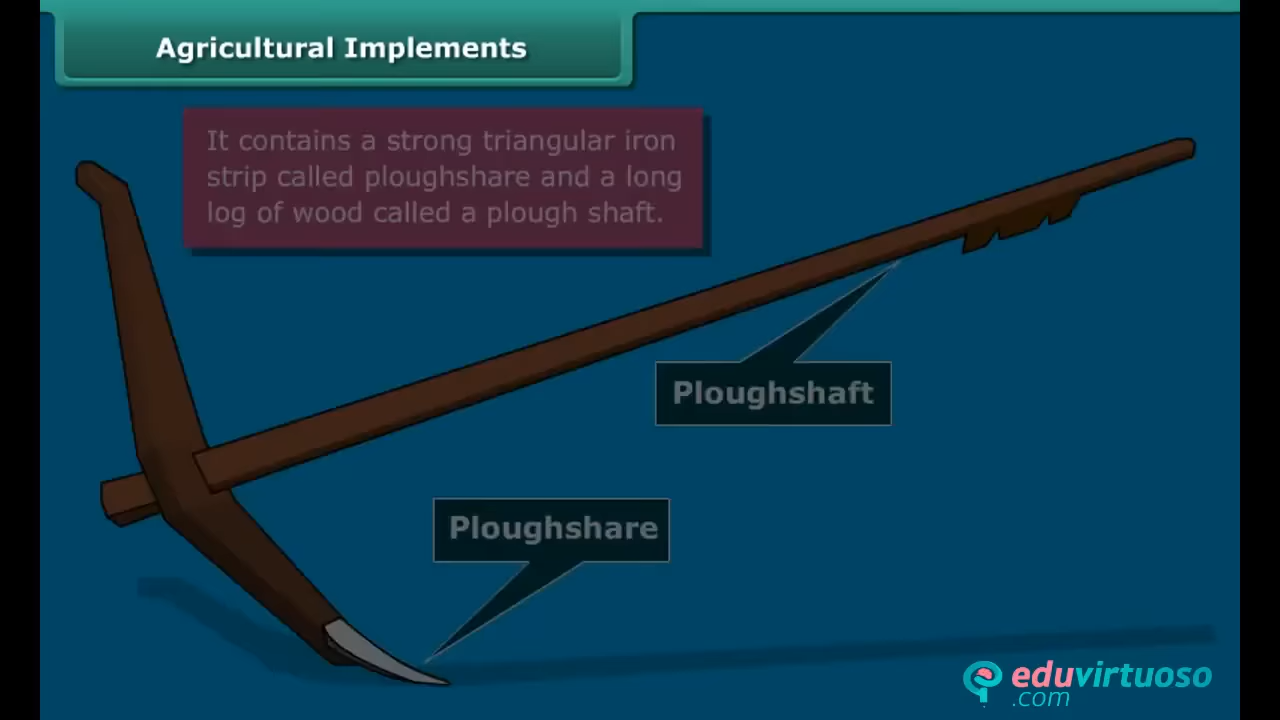 Agricultural Implements
It contains a strong triangular iron
strip called ploughshare and a long
log of wood called a plough shaft.
Ploughshaft
Ploughshare
eduvirtuoso
.com